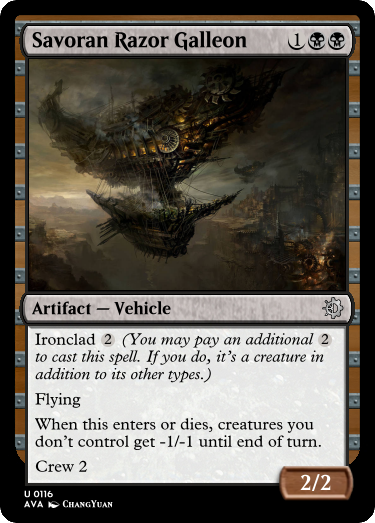 Savoran Razor Galleon 1
Artifact — Vehicle
Ironclad 2 (You may pay an additional 2
to cast this spell. If you do, it's a creature in
addition to its other types.)
Flying
When this enters or dies, creatures you
don't control get -1/-1 until end of turn.
Crew 2
2/2
U 0116
AVA ChangYuan